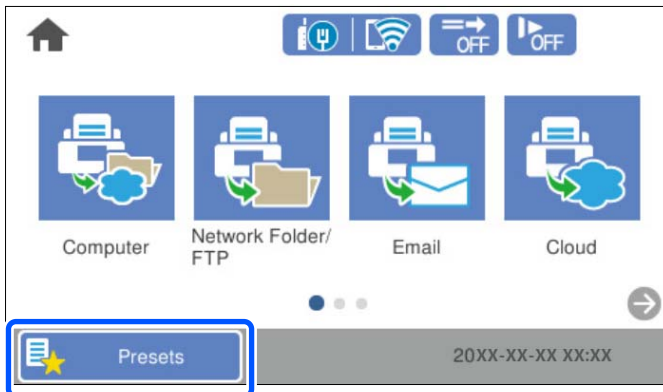 OFF
OFF
Computer
Network Folder/
FTP
Email
Cloud
Presets
20XX-XX-XX XX:XX